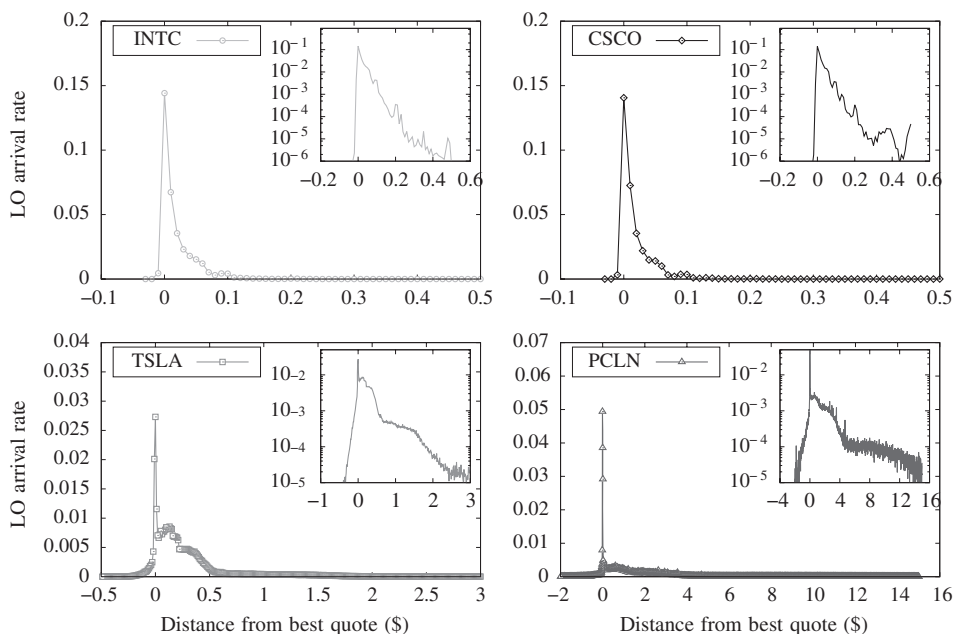 0.2
0.15
0.1
0.05
0
LO arrival rate
INTC
10⁻¹
10⁻²
10⁻³
10⁻⁴
10⁻⁵
10⁻⁶
−0.2 0 0.2 0.4 0.6
−0.1 0 0.1 0.2 0.3 0.4 0.5
0.2
0.15
0.1
0.05
0
LO arrival rate
CSCO
10⁻¹
10⁻²
10⁻³
10⁻⁴
10⁻⁵
10⁻⁶
−0.2 0 0.2 0.4 0.6
−0.1 0 0.1 0.2 0.3 0.4 0.5
0.04
0.035
0.03
0.025
0.02
0.015
0.01
0.005
0
LO arrival rate
TSLA
10⁻²
10⁻³
10⁻⁴
10⁻⁵
−1 0 1 2 3
−0.5 0 0.5 1 1.5 2 2.5 3
Distance from best quote ($)
0.07
0.06
0.05
0.04
0.03
0.02
0.01
0
LO arrival rate
PCLN
10⁻²
10⁻³
10⁻⁴
10⁻⁵
−4 0 4 8 12 16
−2 0 2 4 6 8 10 12 14 16
Distance from best quote ($)